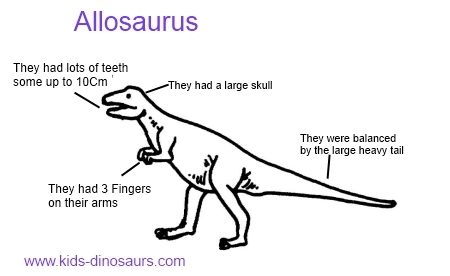 Allosaurus
They had lots of teeth
some up to 10Cm
They had a large skull
They were balanced
by the large heavy tail
They had 3 Fingers
on their arms
www.kids-dinosaurs.com